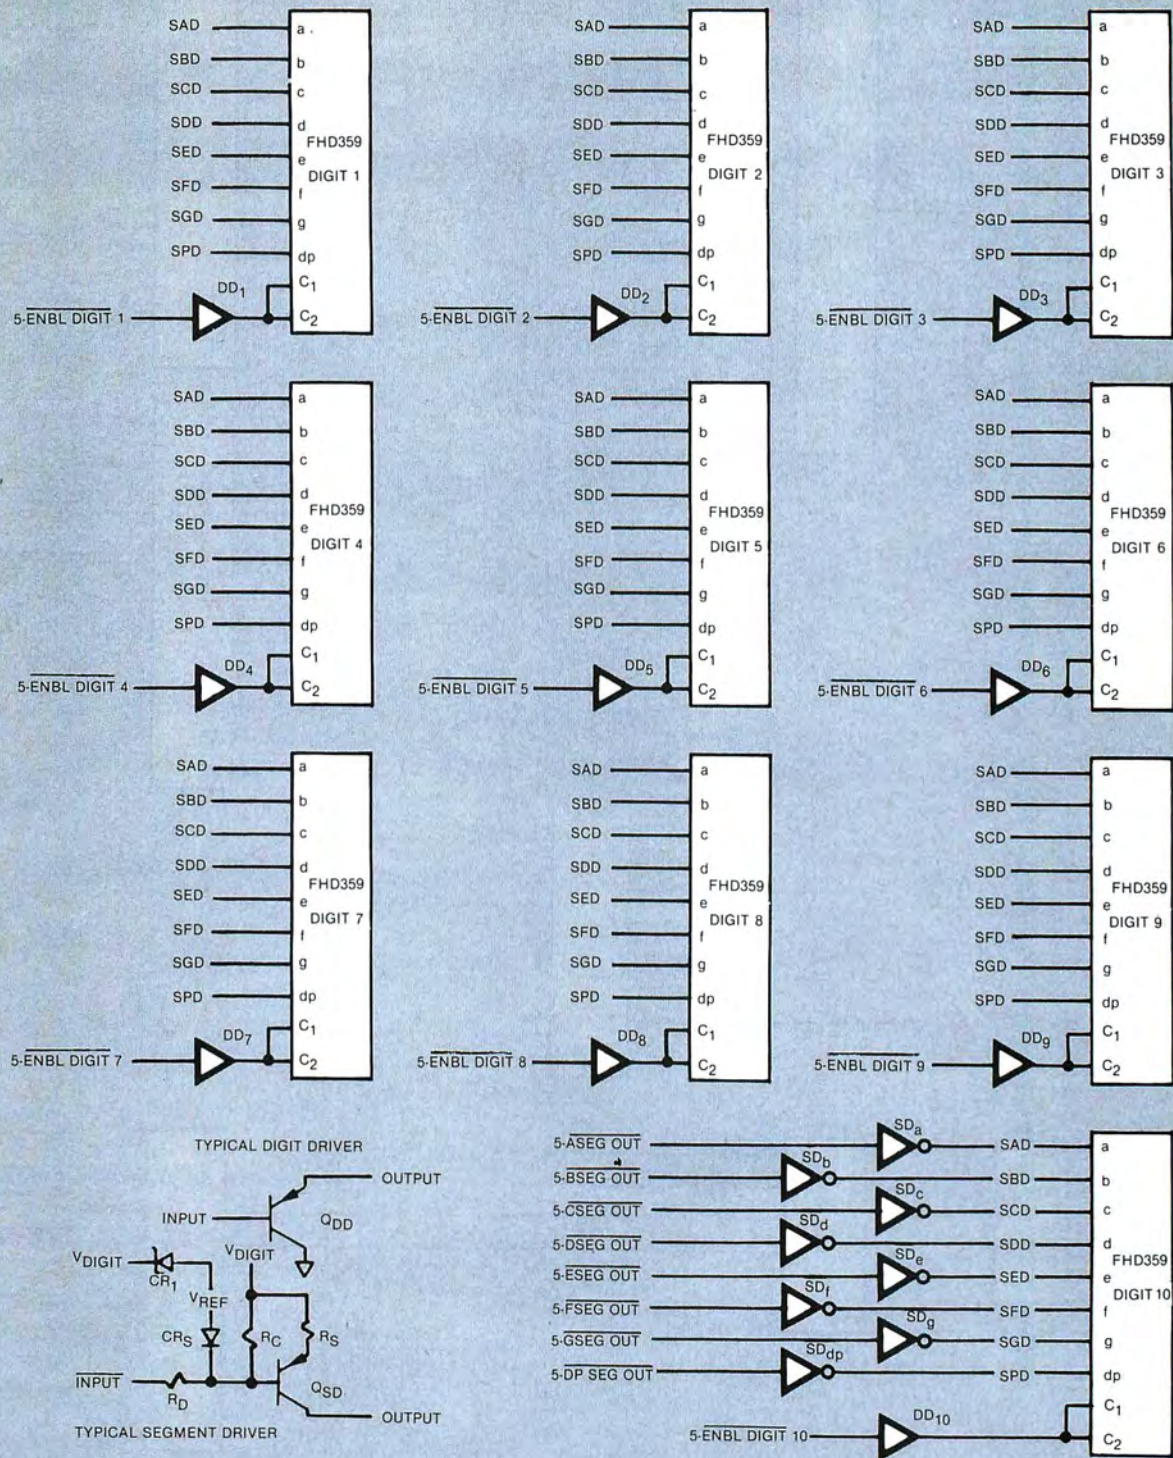 SAD
SBD
SCD
SDD
SED
SFD
SGD
SPD
a
b
c
d
e
f
g
dp
C1
C2
FHD359
DIGIT 1
DD1
5-ENBL DIGIT 1
SAD
SBD
SCD
SDD
SED
SFD
SGD
SPD
a
b
c
d
e
f
g
dp
C1
C2
FHD359
DIGIT 2
DD2
5-ENBL DIGIT 2
SAD
SBD
SCD
SDD
SED
SFD
SGD
SPD
a
b
c
d
e
f
g
dp
C1
C2
FHD359
DIGIT 3
DD3
5-ENBL DIGIT 3
SAD
SBD
SCD
SDD
SED
SFD
SGD
SPD
a
b
c
d
e
f
g
dp
C1
C2
FHD359
DIGIT 4
DD4
5-ENBL DIGIT 4
SAD
SBD
SCD
SDD
SED
SFD
SGD
SPD
a
b
c
d
e
f
g
dp
C1
C2
FHD359
DIGIT 5
DD5
5-ENBL DIGIT 5
SAD
SBD
SCD
SDD
SED
SFD
SGD
SPD
a
b
c
d
e
f
g
dp
C1
C2
FHD359
DIGIT 6
DD6
5-ENBL DIGIT 6
SAD
SBD
SCD
SDD
SED
SFD
SGD
SPD
a
b
c
d
e
f
g
dp
C1
C2
FHD359
DIGIT 7
DD7
5-ENBL DIGIT 7
SAD
SBD
SCD
SDD
SED
SFD
SGD
SPD
a
b
c
d
e
f
g
dp
C1
C2
FHD359
DIGIT 8
DD8
5-ENBL DIGIT 8
SAD
SBD
SCD
SDD
SED
SFD
SGD
SPD
a
b
c
d
e
f
g
dp
C1
C2
FHD359
DIGIT 9
DD9
5-ENBL DIGIT 9
TYPICAL DIGIT DRIVER
OUTPUT
INPUT
QDD
VDIGIT
VDIGIT
CR1
VREF
CRS
RC
RS
INPUT
RD
QSD
OUTPUT
TYPICAL SEGMENT DRIVER
5-ASEG OUT
SDa
SAD
a
5-BSEG OUT
SDb
SBD
b
5-CSEG OUT
SDc
SCD
c
5-DSEG OUT
SDd
SDD
d
5-ESEG OUT
SDe
SED
e
5-FSEG OUT
SDf
SFD
f
5-GSEG OUT
SDg
SGD
g
5-DP SEG OUT
SDdp
SPD
dp
FHD359
DIGIT 10
C1
C2
DD10
5-ENBL DIGIT 10